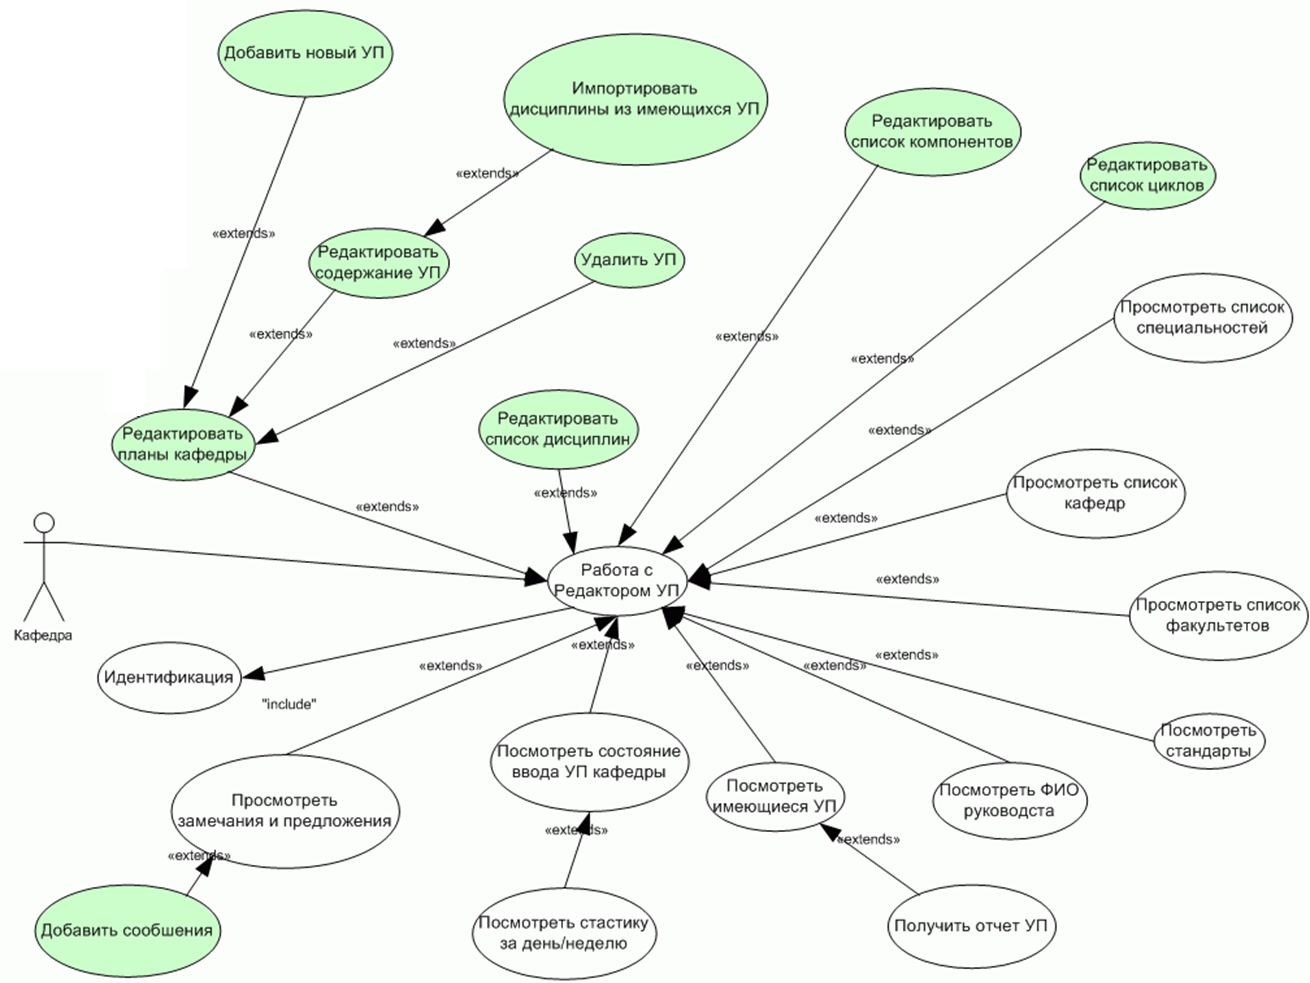 Добавить новый УП
Импортировать
дисциплины из имеющихся УП
Редактировать
список компонентов
Редактировать
список циклов
«extends»
«extends»
Редактировать
содержание УП
Удалить УП
Просмотреть список
специальностей
«extends»
«extends»
«extends»
«extends»
Редактировать
планы кафедры
Редактировать
список дисциплин
«extends»
Просмотреть список
кафедр
«extends»
«extends»
«extends»
Работа с
Редактором УП
«extends»
Просмотреть список
факультетов
Кафедра
Идентификация
"include"
«extends»
«extends»
«extends»
«extends»
«extends»
Посмотреть
стандарты
Посмотреть состояние
ввода УП кафедры
Посмотреть
имеющиеся УП
Посмотреть ФИО
руководста
Просмотреть
замечания и предложения
«extends»
«extends»
«extends»
Добавить сообшения
Посмотреть стастику
за день/неделю
Получить отчет УП